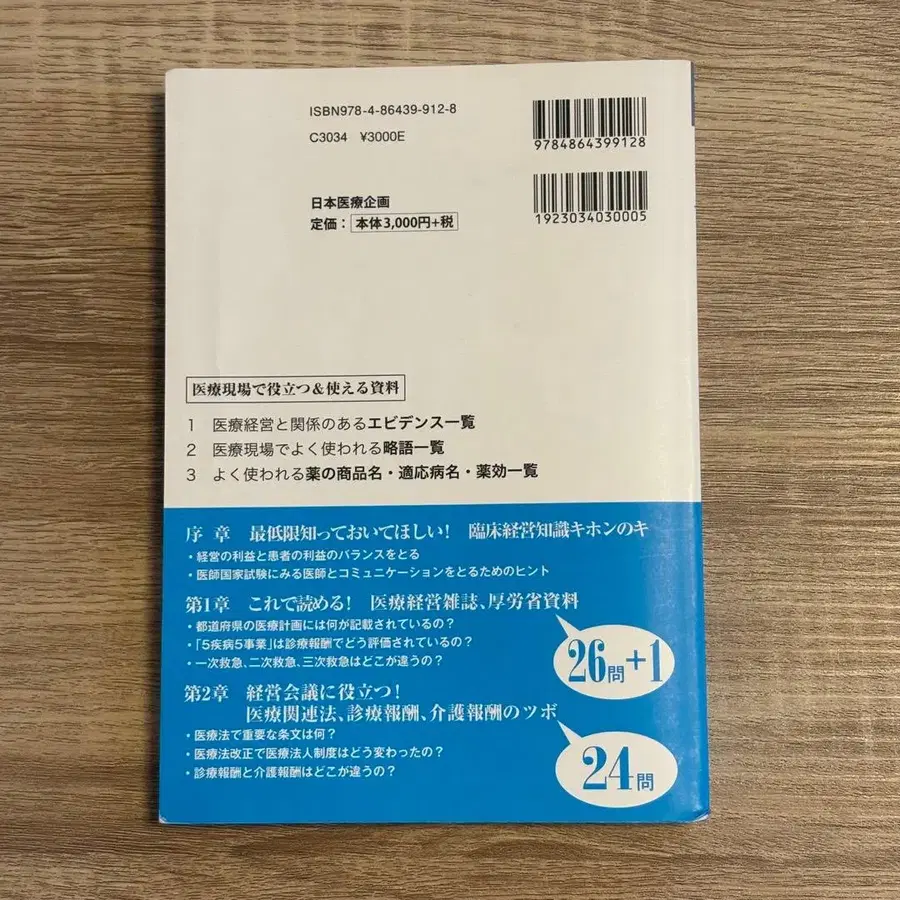 ISBN978-4-86439-912-8
C3034 ¥3000E
9784864399128
日本医療企画
定価： 本体3,000円+税
1923034030005
医療現場で役立つ&使える資料
1 医療経営と関係のあるエビデンス一覧
2 医療現場でよく使われる略語一覧
3 よく使われる薬の商品名・適応病名・薬効一覧
序 章 最低限知っておいてほしい！ 臨床経営知識キホンのキ
・経営の利益と患者の利益のバランスをとる
・医師国家試験にみる医師とコミュニケーションをとるためのヒント
第1章 これで読める！ 医療経営雑誌、厚労省資料
・都道府県の医療計画には何が記載されているの？
・「5疾病5事業」は診療報酬でどう評価されているの？
・一次救急、二次救急、三次救急はどこが違うの？
26問+1
第2章 経営会議に役立つ！
医療関連法、診療報酬、介護報酬のツボ
・医療法で重要な条文は何？
・医療法改正で医療法人制度はどう変わったの？
・診療報酬と介護報酬はどこが違うの？
24問